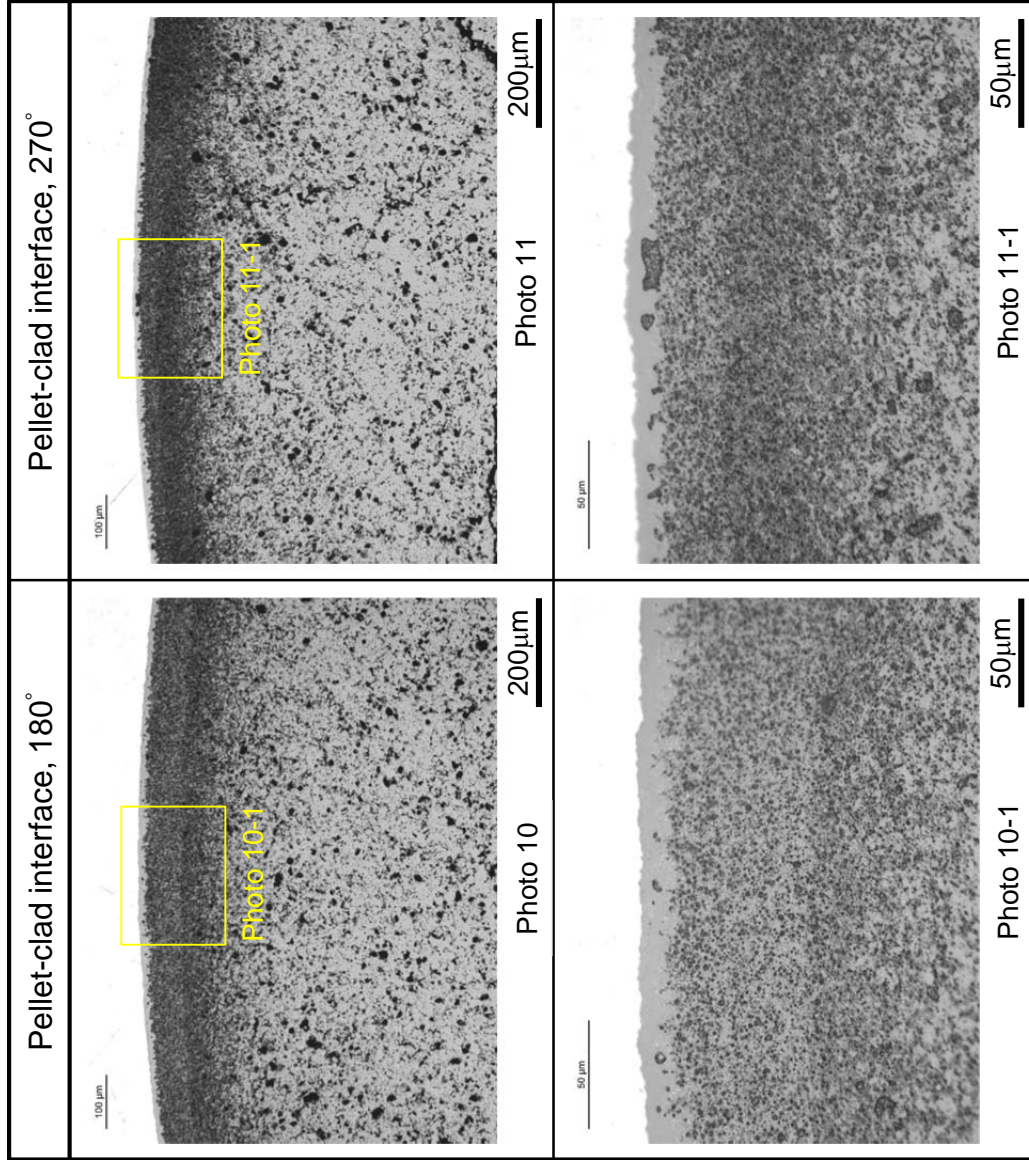 Pellet-clad interface, 180°
Pellet-clad interface, 270°
100 µm
Photo 10-1
Photo 10
200µm
100 µm
Photo 11-1
Photo 11
200µm
50 µm
Photo 10-1
50µm
50 µm
Photo 11-1
50µm